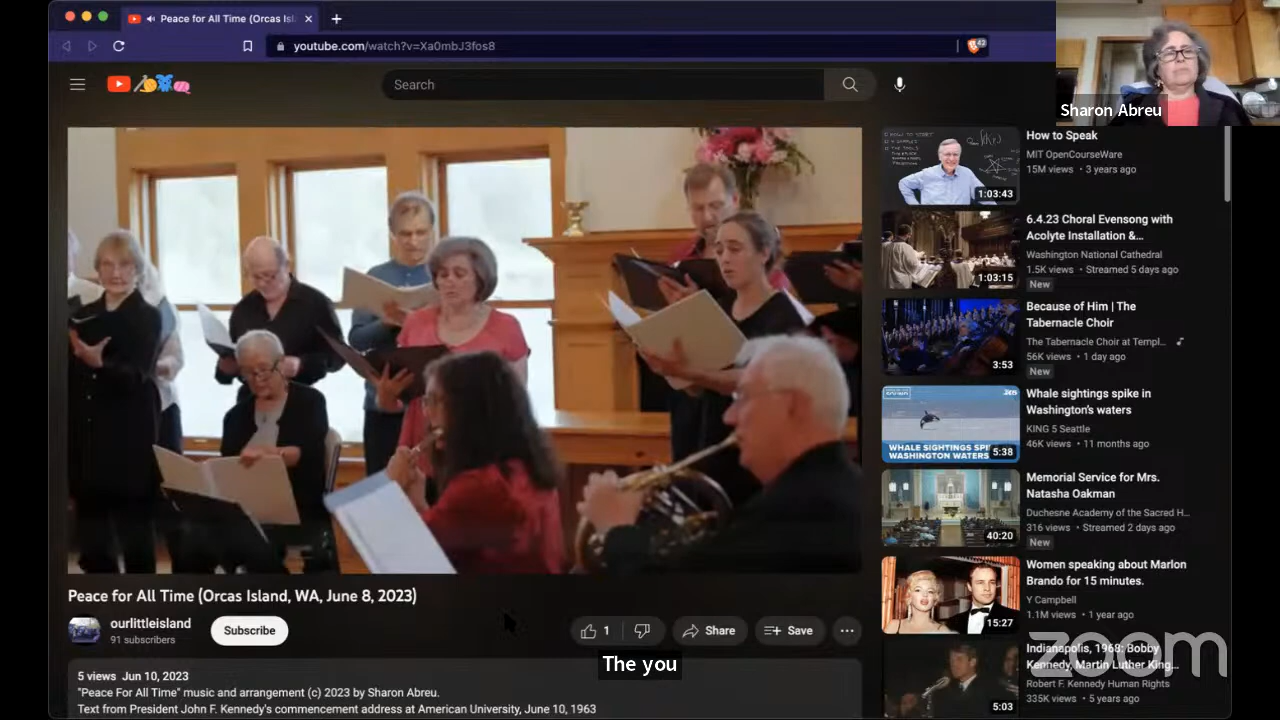 Peace for All Time (Orcas Isl
youtube.com/watch?v=Xa0mbJ3fos8
42
Search
Sharon Abreu
How to Speak
MIT OpenCourseWare
15M views • 3 years ago
1:03:43
6.4.23 Choral Evensong with
Acolyte Installation &...
Washington National Cathedral
1.5K views • Streamed 5 days ago
New
1:03:15
Because of Him | The
Tabernacle Choir
The Tabernacle Choir at Templ...
56K views • 1 day ago
New
3:53
Whale sightings spike in
Washington's waters
KING 5 Seattle
46K views • 11 months ago
WHALE SIGHTINGS SPI
WASHINGTON WATERS
5:38
Memorial Service for Mrs.
Natasha Oakman
Duchesne Academy of the Sacred H...
316 views • Streamed 2 days ago
New
40:20
Women speaking about Marlon
Brando for 15 minutes.
Y Campbell
1.1M views • 1 year ago
15:27
Indianapolis, 1968: Bobby
Kennedy, Martin Luther King...
Robert F. Kennedy Human Rights
335K views • 5 years ago
5:03
zoom
Peace for All Time (Orcas Island, WA, June 8, 2023)
ourlittleisland
91 subscribers
Subscribe
1
Share
Save
The you
5 views Jun 10, 2023
"Peace For All Time" music and arrangement (c) 2023 by Sharon Abreu.
Text from President John F. Kennedy's commencement address at American University, June 10, 1963